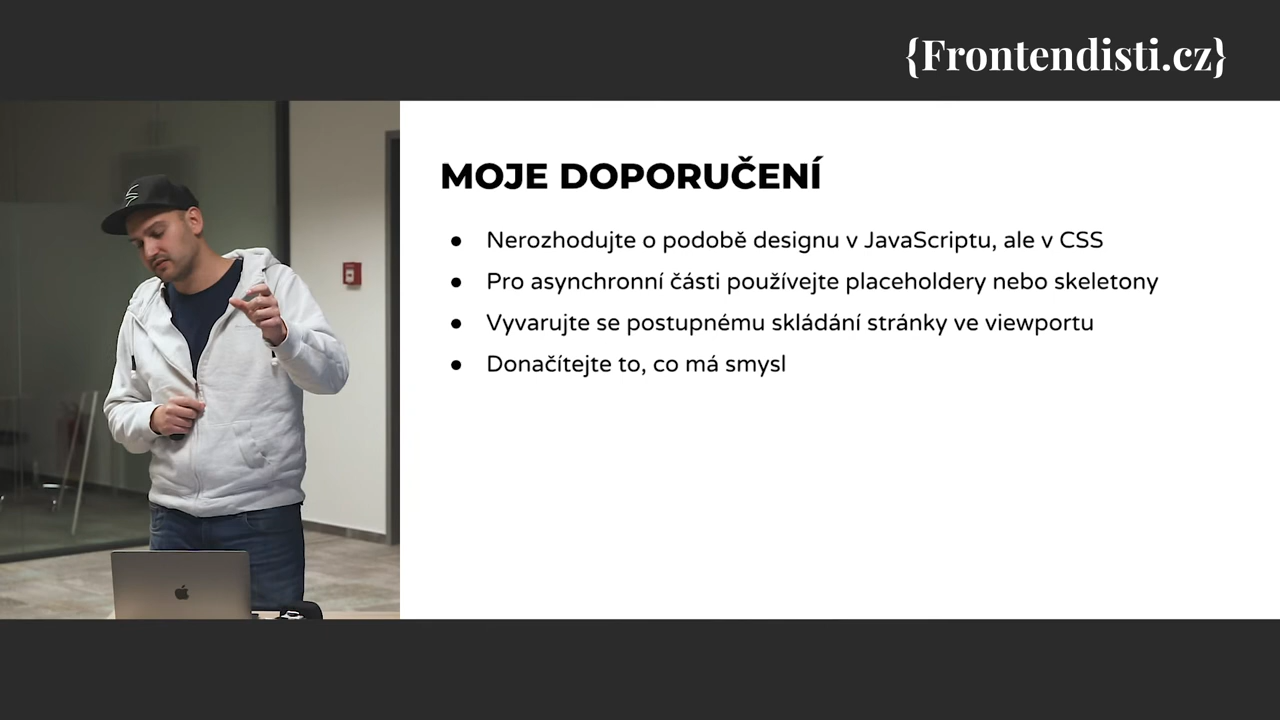 {Frontendisti.cz}
MOJE DOPORUČENÍ
● Nerozhodujte o podobě designu v JavaScriptu, ale v CSS
● Pro asynchronní části používejte placeholdery nebo skeletony
● Vyvarujte se postupnému skládání stránky ve viewportu
● Donačítejte to, co má smysl